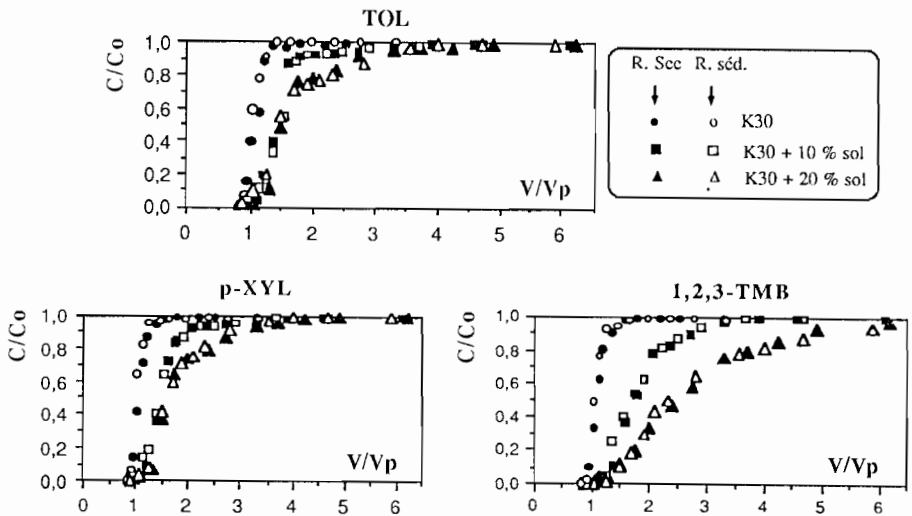 TOL
C/Co
1,0
0,8
0,6
0,4
0,2
0,0
V/Vp
0 1 2 3 4 5 6
R. Sec R. séd.
K30
K30 + 10 % sol
K30 + 20 % sol
p-XYL
C/Co
1,0
0,8
0,6
0,4
0,2
0,0
V/Vp
0 1 2 3 4 5 6
1,2,3-TMB
C/Co
1,0
0,8
0,6
0,4
0,2
0,0
V/Vp
0 1 2 3 4 5 6